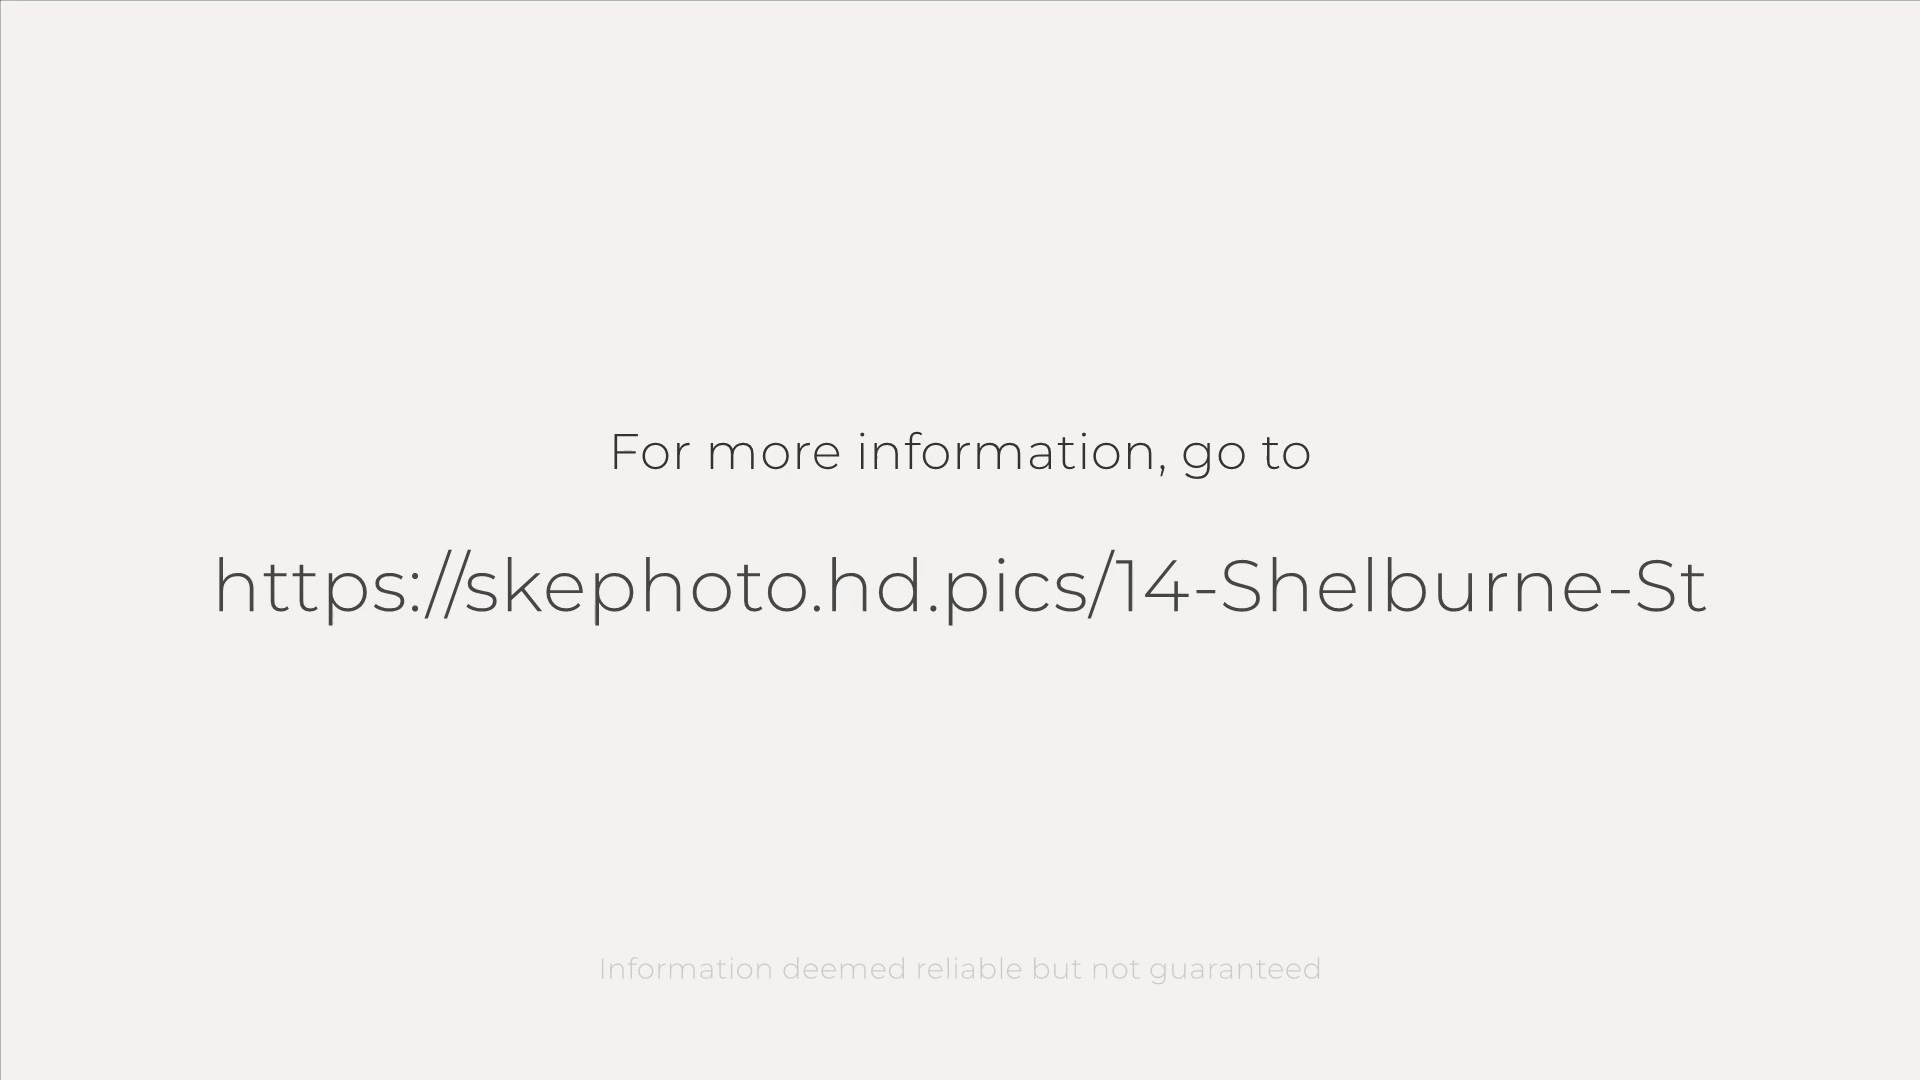 For more information, go to
https://skephoto.hd.pics/14-Shelburne-St
Information deemed reliable but not guaranteed